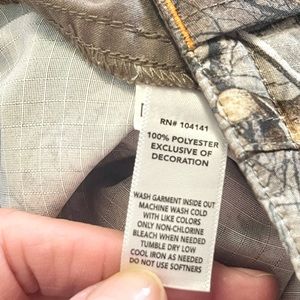 RN# 104141
100% POLYESTER
EXCLUSIVE OF
DECORATION
WASH GARMENT INSIDE OUT
MACHINE WASH COLD
WITH LIKE COLORS
ONLY NON-CHLORINE
BLEACH WHEN NEEDED
TUMBLE DRY LOW
COOL IRON AS NEEDED
DO NOT USE SOFTNERS